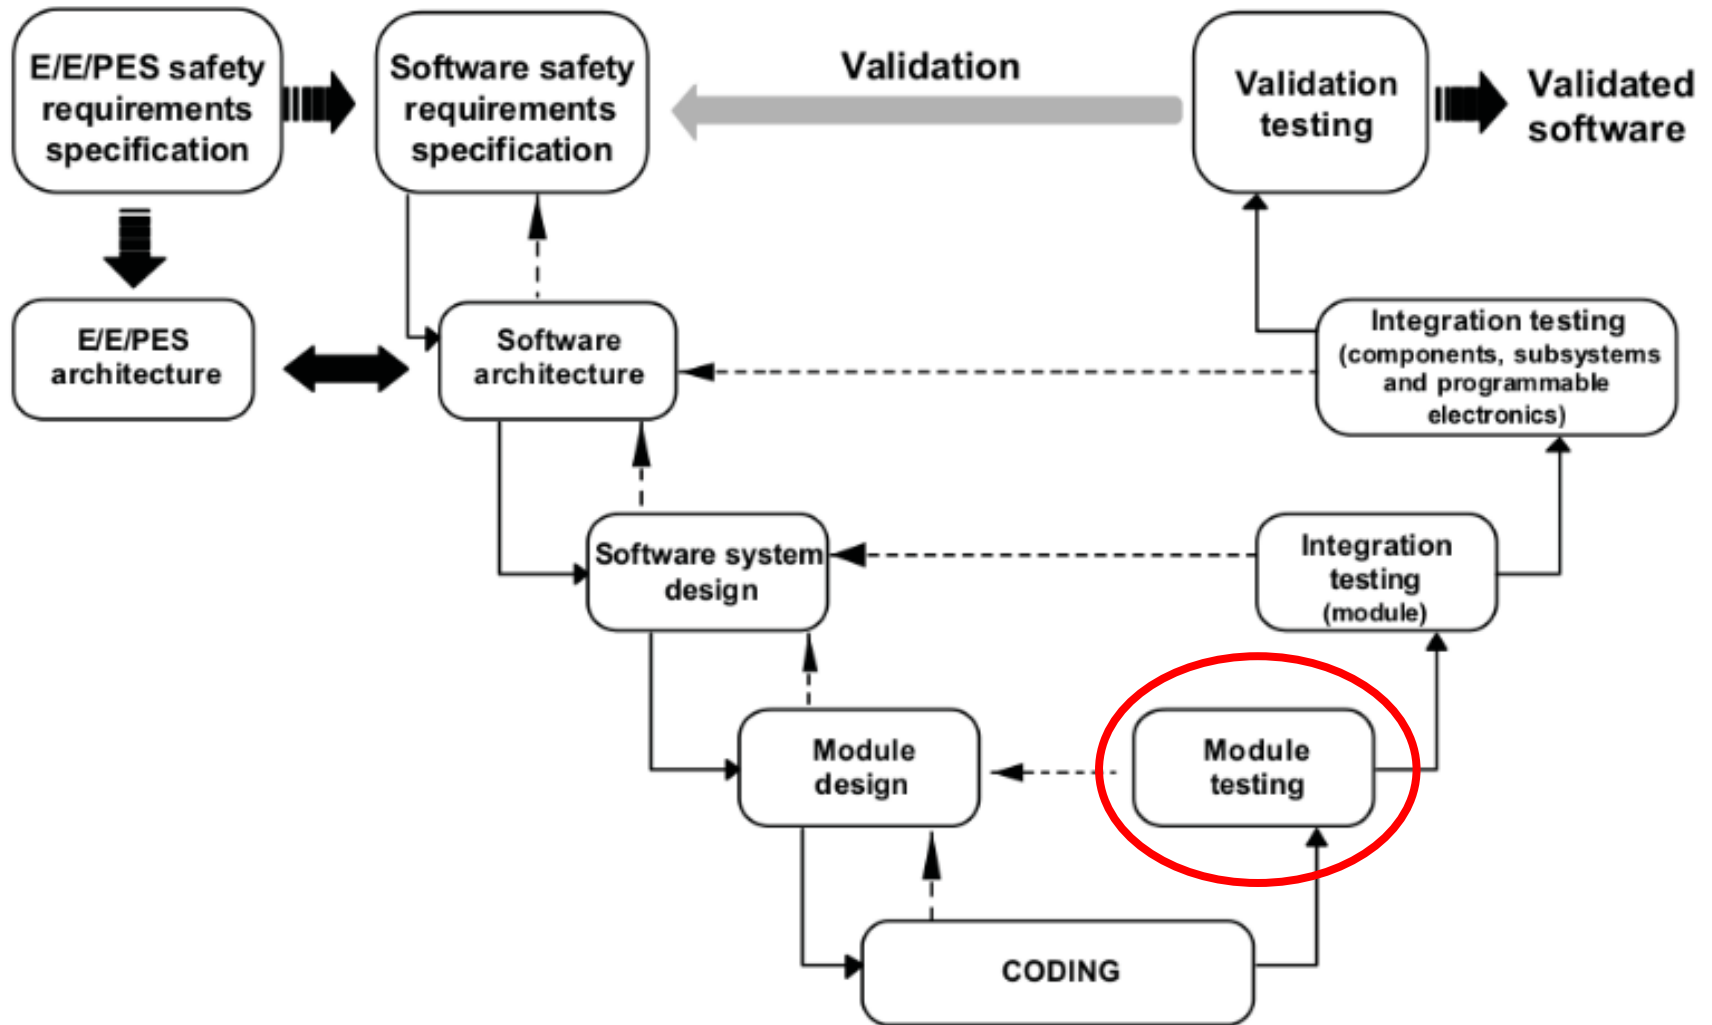 E/E/PES safety
requirements
specification
Software safety
requirements
specification
Validation
Validation
testing
Validated
software
E/E/PES
architecture
Software
architecture
Integration testing
(components, subsystems
and programmable
electronics)
Software system
design
Integration
testing
(module)
Module
design
Module
testing
CODING